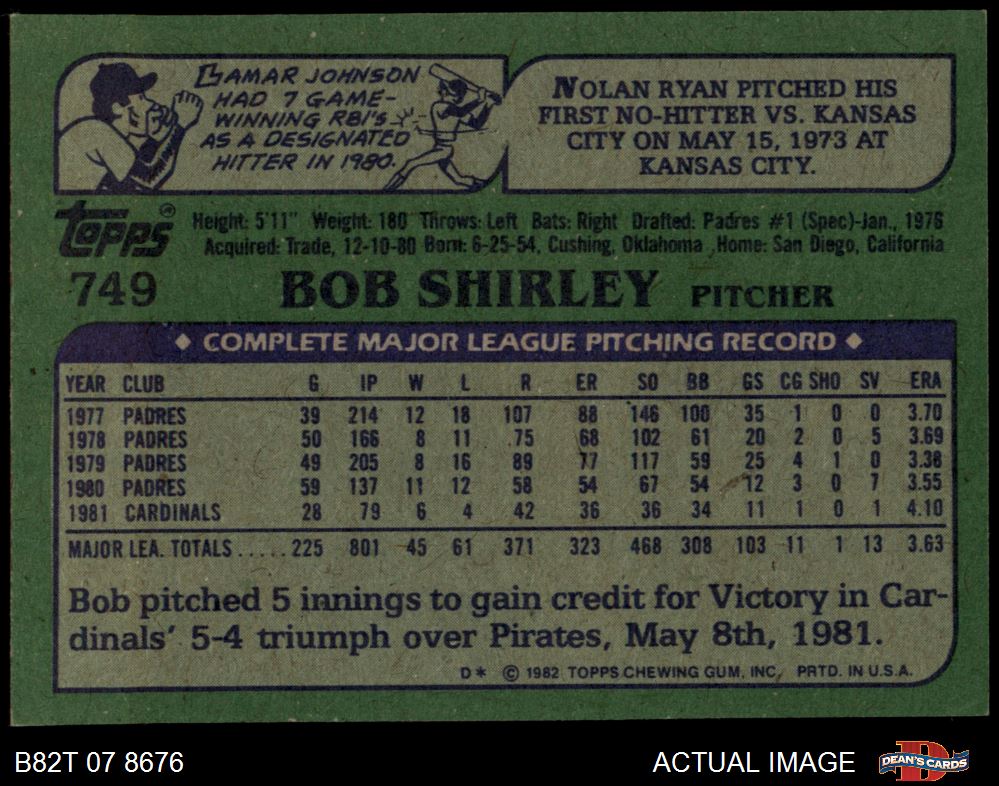 LAMAR JOHNSON
HAD 7 GAME-
WINNING RBI'S
AS A DESIGNATED
HITTER IN 1980.
NOLAN RYAN PITCHED HIS
FIRST NO-HITTER VS. KANSAS
CITY ON MAY 15, 1973 AT
KANSAS CITY.
Topps®
Height: 5'11" Weight: 180 Throws: Left Bats: Right Drafted: Padres #1 (Spec)-Jan., 1976
Acquired: Trade, 12-10-80 Born: 6-25-54, Cushing, Oklahoma Home: San Diego, California
749 BOB SHIRLEY PITCHER
◆ COMPLETE MAJOR LEAGUE PITCHING RECORD ◆
YEAR CLUB G IP W L R ER SO BB GS CG SHO SV ERA
1977 PADRES 39 214 12 18 107 88 146 100 35 1 0 0 3.70
1978 PADRES 50 166 8 11 75 68 102 61 20 2 0 5 3.69
1979 PADRES 49 205 8 16 89 77 117 59 25 4 1 0 3.38
1980 PADRES 59 137 11 12 58 54 67 54 12 3 0 7 3.55
1981 CARDINALS 28 79 6 4 42 36 36 34 11 1 0 1 4.10
MAJOR LEA. TOTALS.....225 801 45 61 371 323 468 308 103 11 1 13 3.63
Bob pitched 5 innings to gain credit for Victory in Car-
dinals' 5-4 triumph over Pirates, May 8th, 1981.
D* © 1982 TOPPS CHEWING GUM, INC. PRTD. IN U.S.A.
B82T 07 8676 ACTUAL IMAGE D DEAN'S CARDS